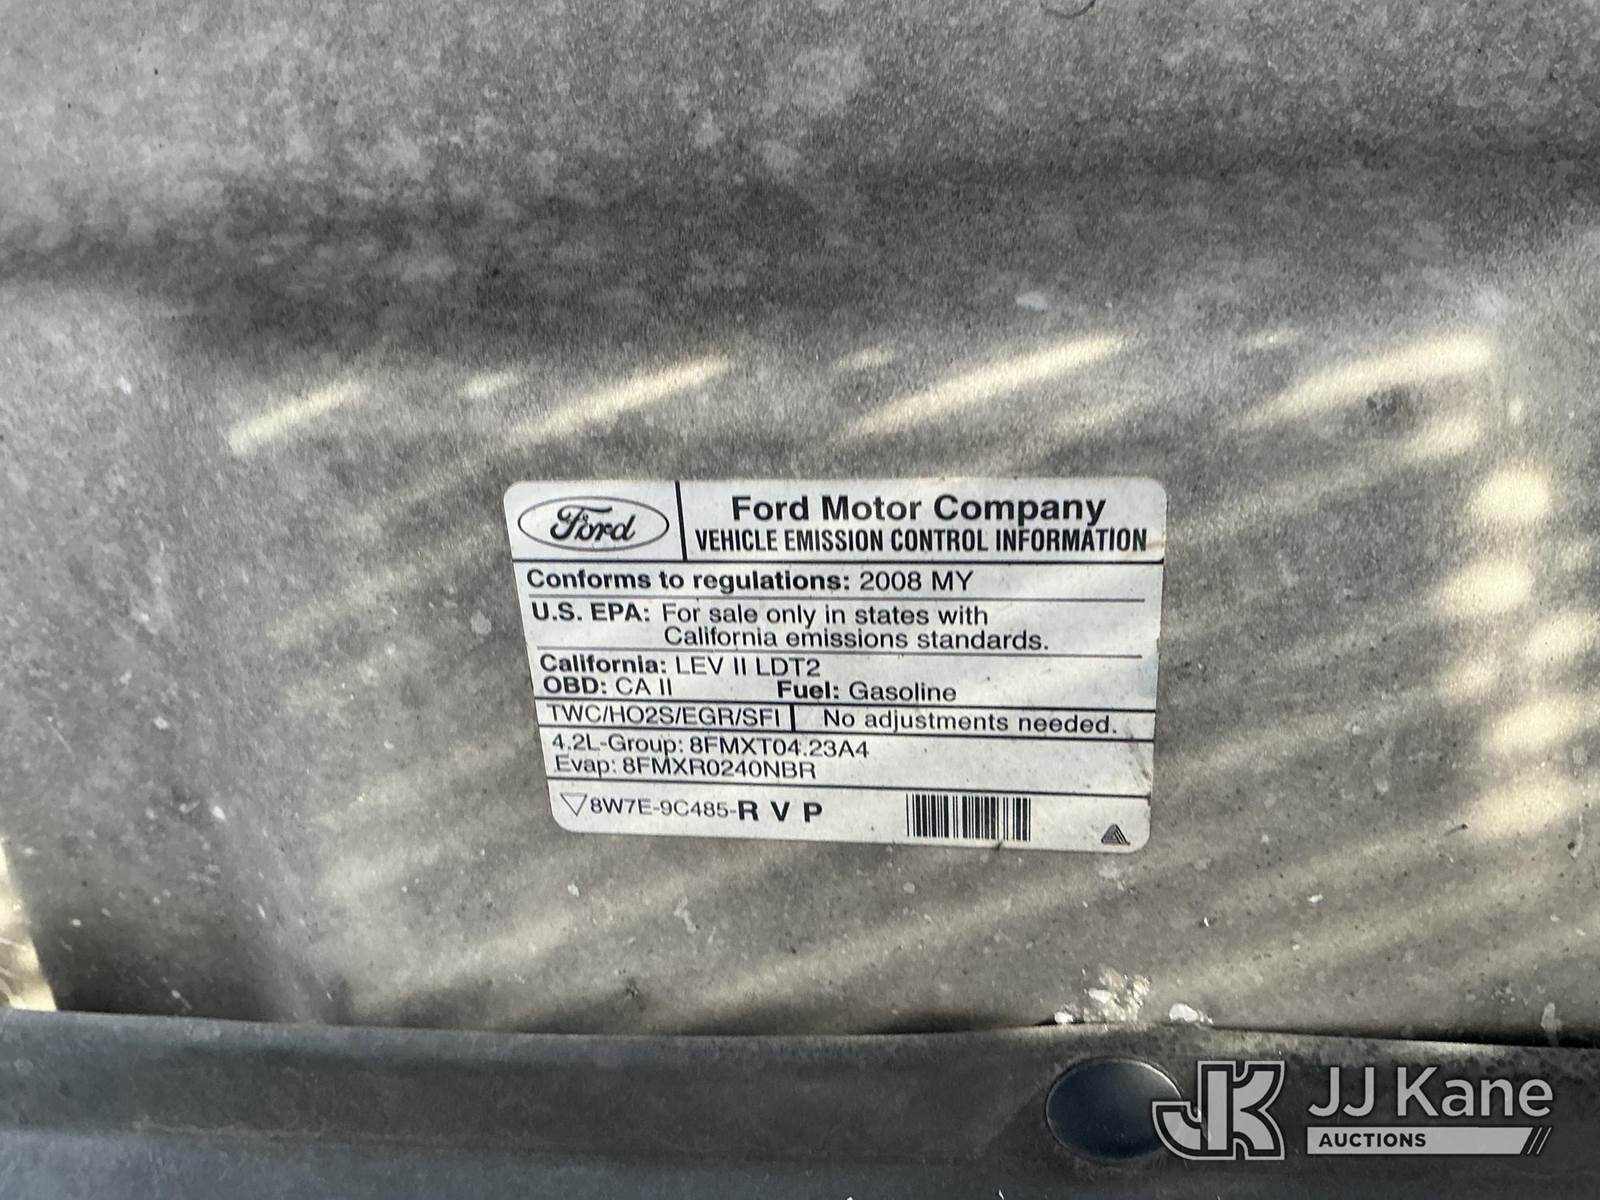 Ford
Ford Motor Company
VEHICLE EMISSION CONTROL INFORMATION
Conforms to regulations: 2008 MY
U.S. EPA: For sale only in states with
California emissions standards.
California: LEV II LDT2
OBD: CA II Fuel: Gasoline
TWC/HO2S/EGR/SFI No adjustments needed.
4.2L-Group: 8FMXT04.23A4
Evap: 8FMXR0240NBR
8W7E-9C485-R V P
JK JJ Kane
AUCTIONS